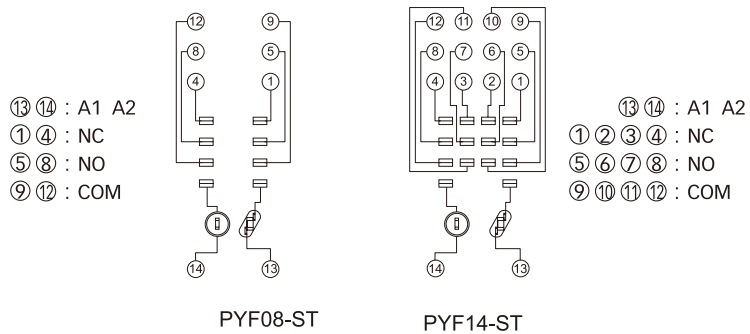 ⑫ ⑨ ⑫ ⑪ ⑩ ⑨
⑧ ⑤ ⑧ ⑦ ⑥ ⑤
④ ① ④ ③ ② ①
⑬ ⑭ : A1 A2
① ④ : NC
⑤ ⑧ : NO
⑨ ⑫ : COM
⑬ ⑭ : A1 A2
① ② ③ ④ : NC
⑤ ⑥ ⑦ ⑧ : NO
⑨ ⑩ ⑪ ⑫ : COM
⑭ ⑬ ⑭ ⑬
PYF08-ST
PYF14-ST